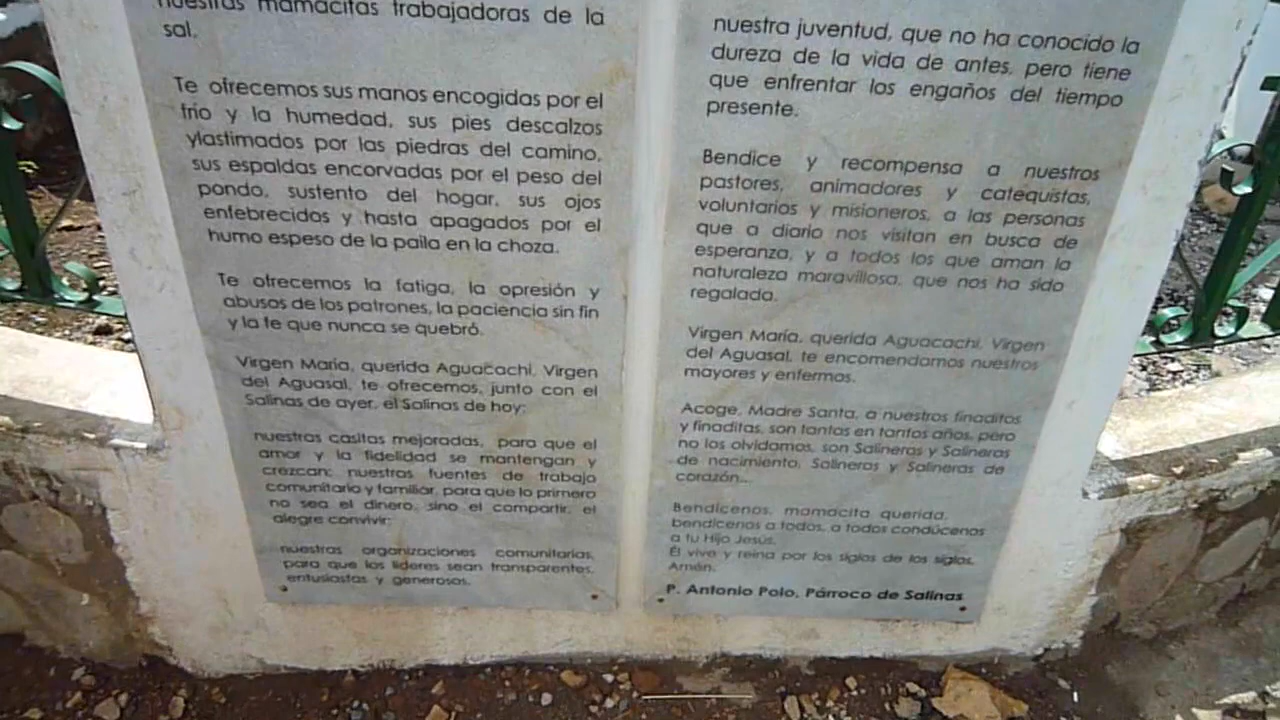 nuestras mamacitas trabajadoras de la
sal.
Te ofrecemos sus manos encogidas por el
frío y la humedad, sus pies descalzos
ylastimados por las piedras del camino,
sus espaldas encorvadas por el peso del
pondo, sustento del hogar, sus ojos
enfebrecidos y hasta apagados por el
humo espeso de la paila en la choza.
Te ofrecemos la fatiga, la opresión y
abusos de los patrones, la paciencia sin fin
y la fe que nunca se quebró.
Virgen María, querida Aguacachi, Virgen
del Aguasal, te ofrecemos, junto con el
Salinas de ayer, el Salinas de hoy:
nuestras casitas mejoradas, para que el
amor y la fidelidad se mantengan y
crezcan; nuestras fuentes de trabajo
comunitario y familiar, para que lo primero
no sea el dinero, sino el compartir, el
alegre convivir;
nuestras organizaciones comunitarias,
para que los líderes sean transparentes,
entusiastas y generosos.
nuestra juventud, que no ha conocido la
dureza de la vida de antes, pero tiene
que enfrentar los engaños del tiempo
presente.
Bendice y recompensa a nuestros
pastores, animadores y catequistas,
voluntarios y misioneros, a las personas
que a diario nos visitan en busca de
esperanza, y a todos los que aman la
naturaleza maravillosa, que nos ha sido
regalada.
Virgen María, querida Aguacachi, Virgen
del Aguasal, te encomendamos nuestros
mayores y enfermos.
Acoge, Madre Santa, a nuestros finaditos
y finaditas, son tantos en tantos años, pero
no los olvidamos, son Salineros y Salineras
de nacimiento, Salineros y Salineras de
corazón...
Bendícenos, mamacita querida,
bendícenos a todos, a todos condúcenos
a tu Hijo Jesús.
Él vive y reina por los siglos de los siglos.
Amén.
P. Antonio Polo, Párroco de Salinas